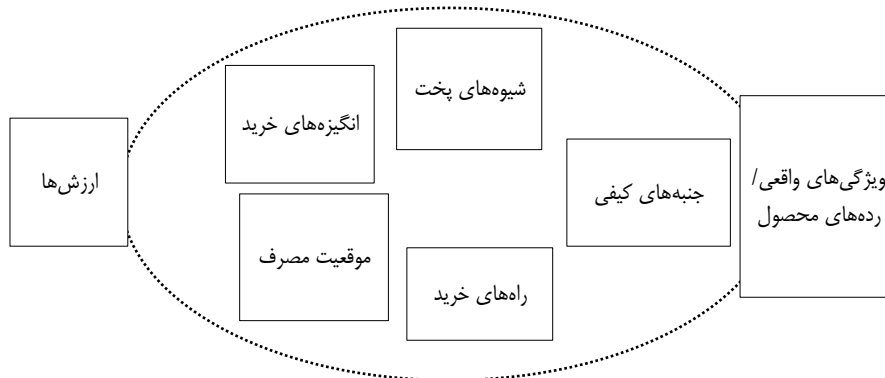 شیوه‌های پخت
انگیزه‌های خرید
ارزش‌ها
جنبه‌های کیفی
ویژگی‌های واقعی/
رده‌های محصول
موقعیت مصرف
راه‌های خرید